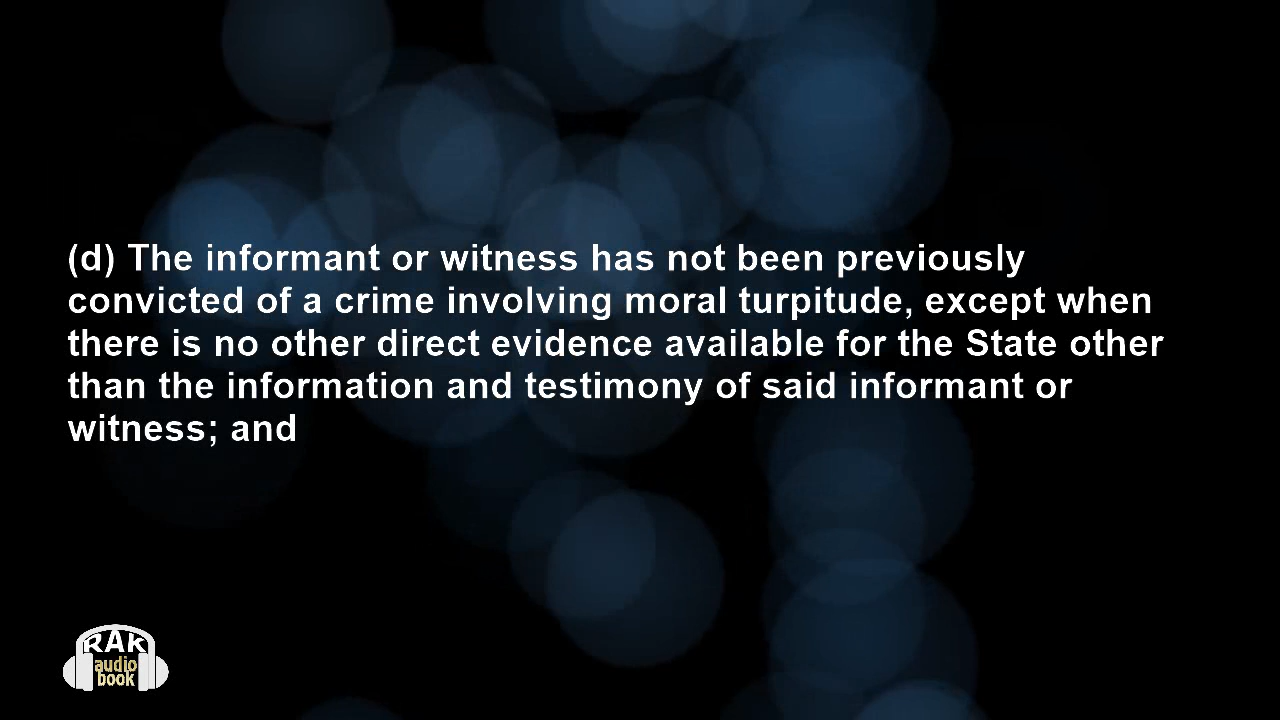 (d) The informant or witness has not been previously
convicted of a crime involving moral turpitude, except when
there is no other direct evidence available for the State other
than the information and testimony of said informant or
witness; and
RAK
audio
book